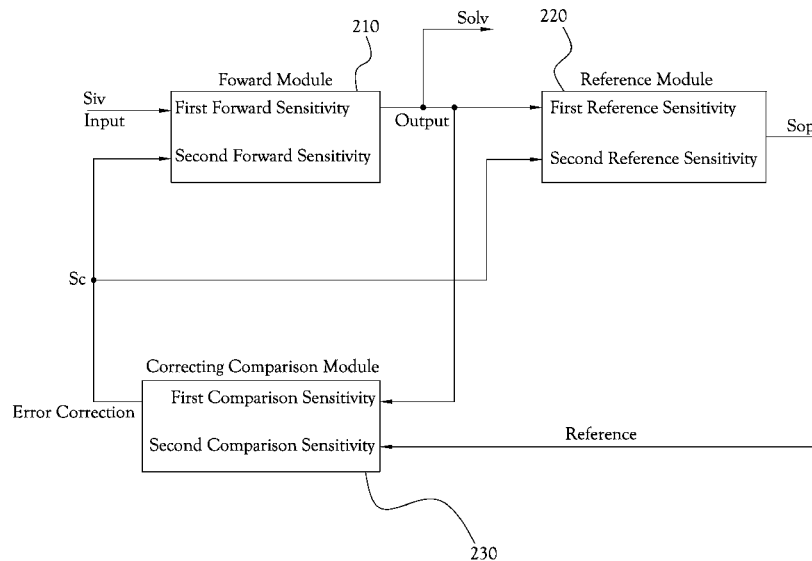 210
Solv
220
Foward Module
Reference Module
Siv
Input
First Forward Sensitivity
Output
First Reference Sensitivity
Sop
Second Forward Sensitivity
Second Reference Sensitivity
Sc
Correcting Comparison Module
First Comparison Sensitivity
Error Correction
Second Comparison Sensitivity
Reference
230